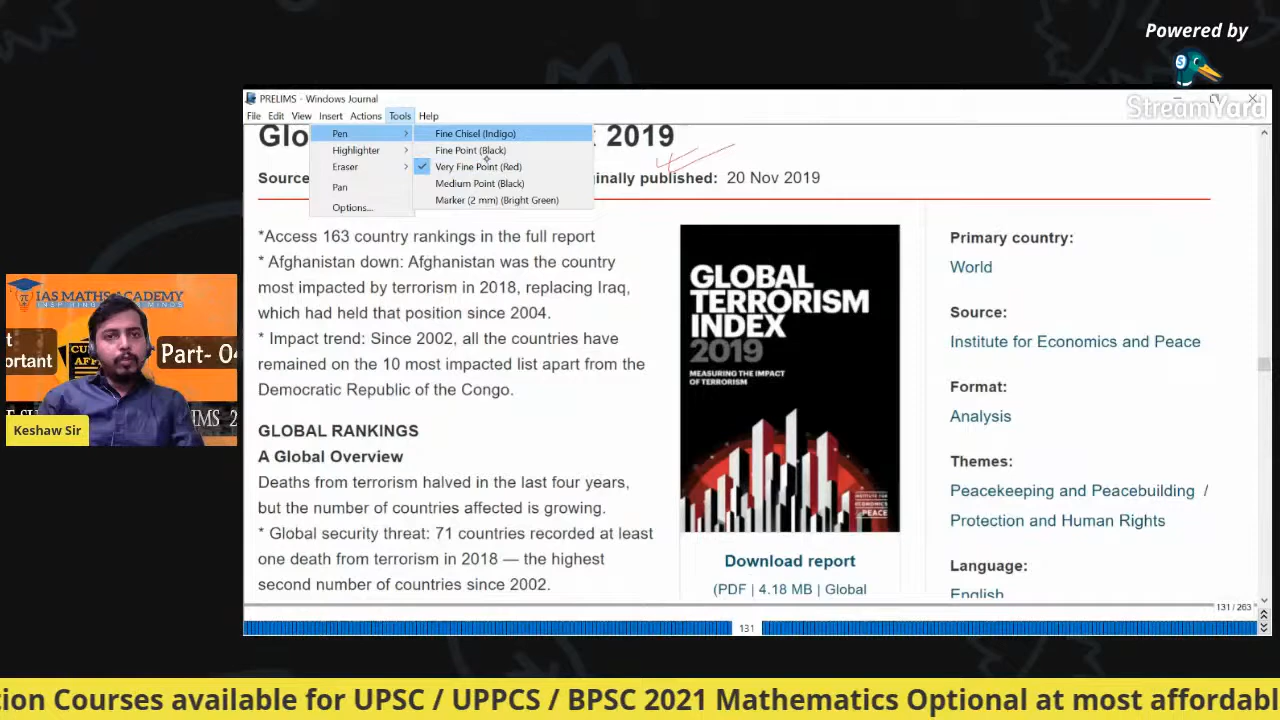 Powered by
StreamYard
PRELIMS - Windows Journal
File Edit View Insert Actions Tools Help
Pen
Highlighter
Eraser
Pan
Options...
Fine Chisel (Indigo)
Fine Point (Black)
Very Fine Point (Red)
Medium Point (Black)
Marker (2 mm) (Bright Green)
Glo 2019
Source inally published: 20 Nov 2019
*Access 163 country rankings in the full report
* Afghanistan down: Afghanistan was the country
most impacted by terrorism in 2018, replacing Iraq,
which had held that position since 2004.
* Impact trend: Since 2002, all the countries have
remained on the 10 most impacted list apart from the
Democratic Republic of the Congo.
GLOBAL RANKINGS
A Global Overview
Deaths from terrorism halved in the last four years,
but the number of countries affected is growing.
* Global security threat: 71 countries recorded at least
one death from terrorism in 2018 — the highest
second number of countries since 2002.
GLOBAL
TERRORISM
INDEX
2019
MEASURING THE IMPACT
OF TERRORISM
INSTITUTE FOR
ECONOMICS
& PEACE
Download report
(PDF | 4.18 MB | Global
Primary country:
World
Source:
Institute for Economics and Peace
Format:
Analysis
Themes:
Peacekeeping and Peacebuilding /
Protection and Human Rights
Language:
English
131 / 263
131
IAS MATHS ACADEMY
ortant
Part- 04
Keshaw Sir
IMS 2
tion Courses available for UPSC / UPPCS / BPSC 2021 Mathematics Optional at most affordabl